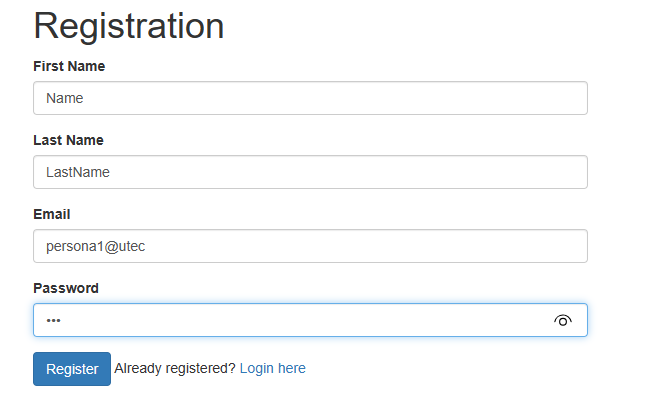 Registration
First Name
Name
Last Name
LastName
Email
persona1@utec
Password
•••
Register Already registered? Login here